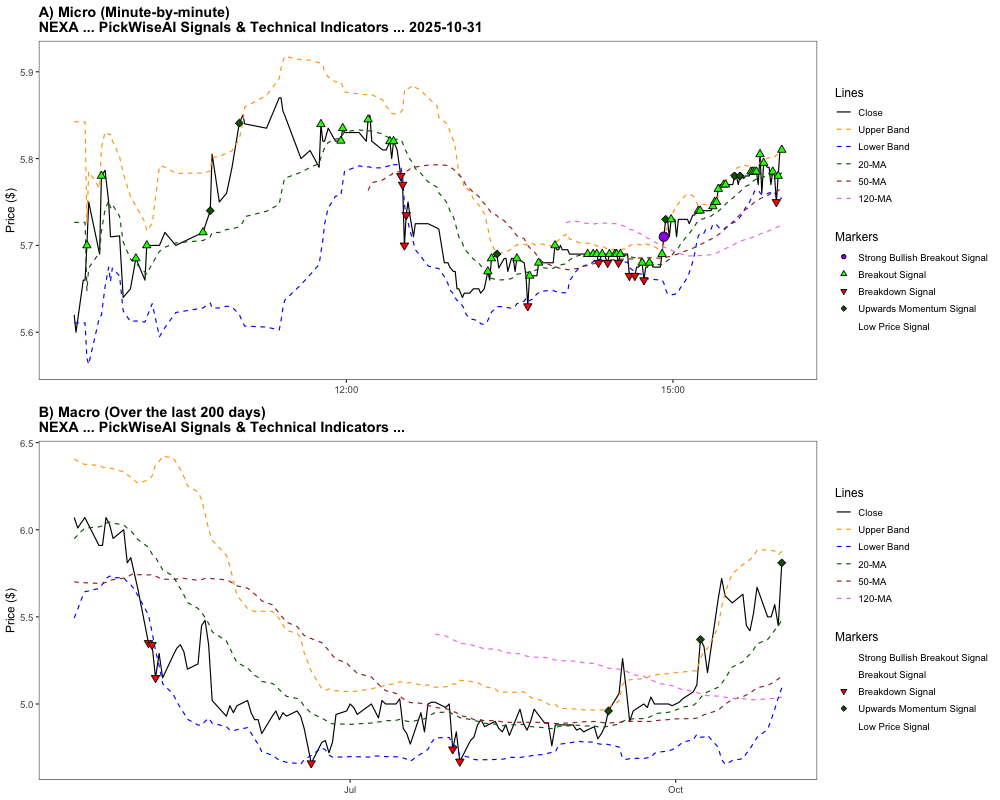 A) Micro (Minute-by-minute)
NEXA ... PickWiseAI Signals & Technical Indicators ... 2025-10-31
Price ($)
5.9
5.8
5.7
5.6
12:00
15:00
Lines
Close
Upper Band
Lower Band
20-MA
50-MA
120-MA
Markers
Strong Bullish Breakout Signal
Breakout Signal
Breakdown Signal
Upwards Momentum Signal
Low Price Signal
B) Macro (Over the last 200 days)
NEXA ... PickWiseAI Signals & Technical Indicators ...
Price ($)
6.5
6.0
5.5
5.0
Jul
Oct
Lines
Close
Upper Band
Lower Band
20-MA
50-MA
120-MA
Markers
Strong Bullish Breakout Signal
Breakout Signal
Breakdown Signal
Upwards Momentum Signal
Low Price Signal